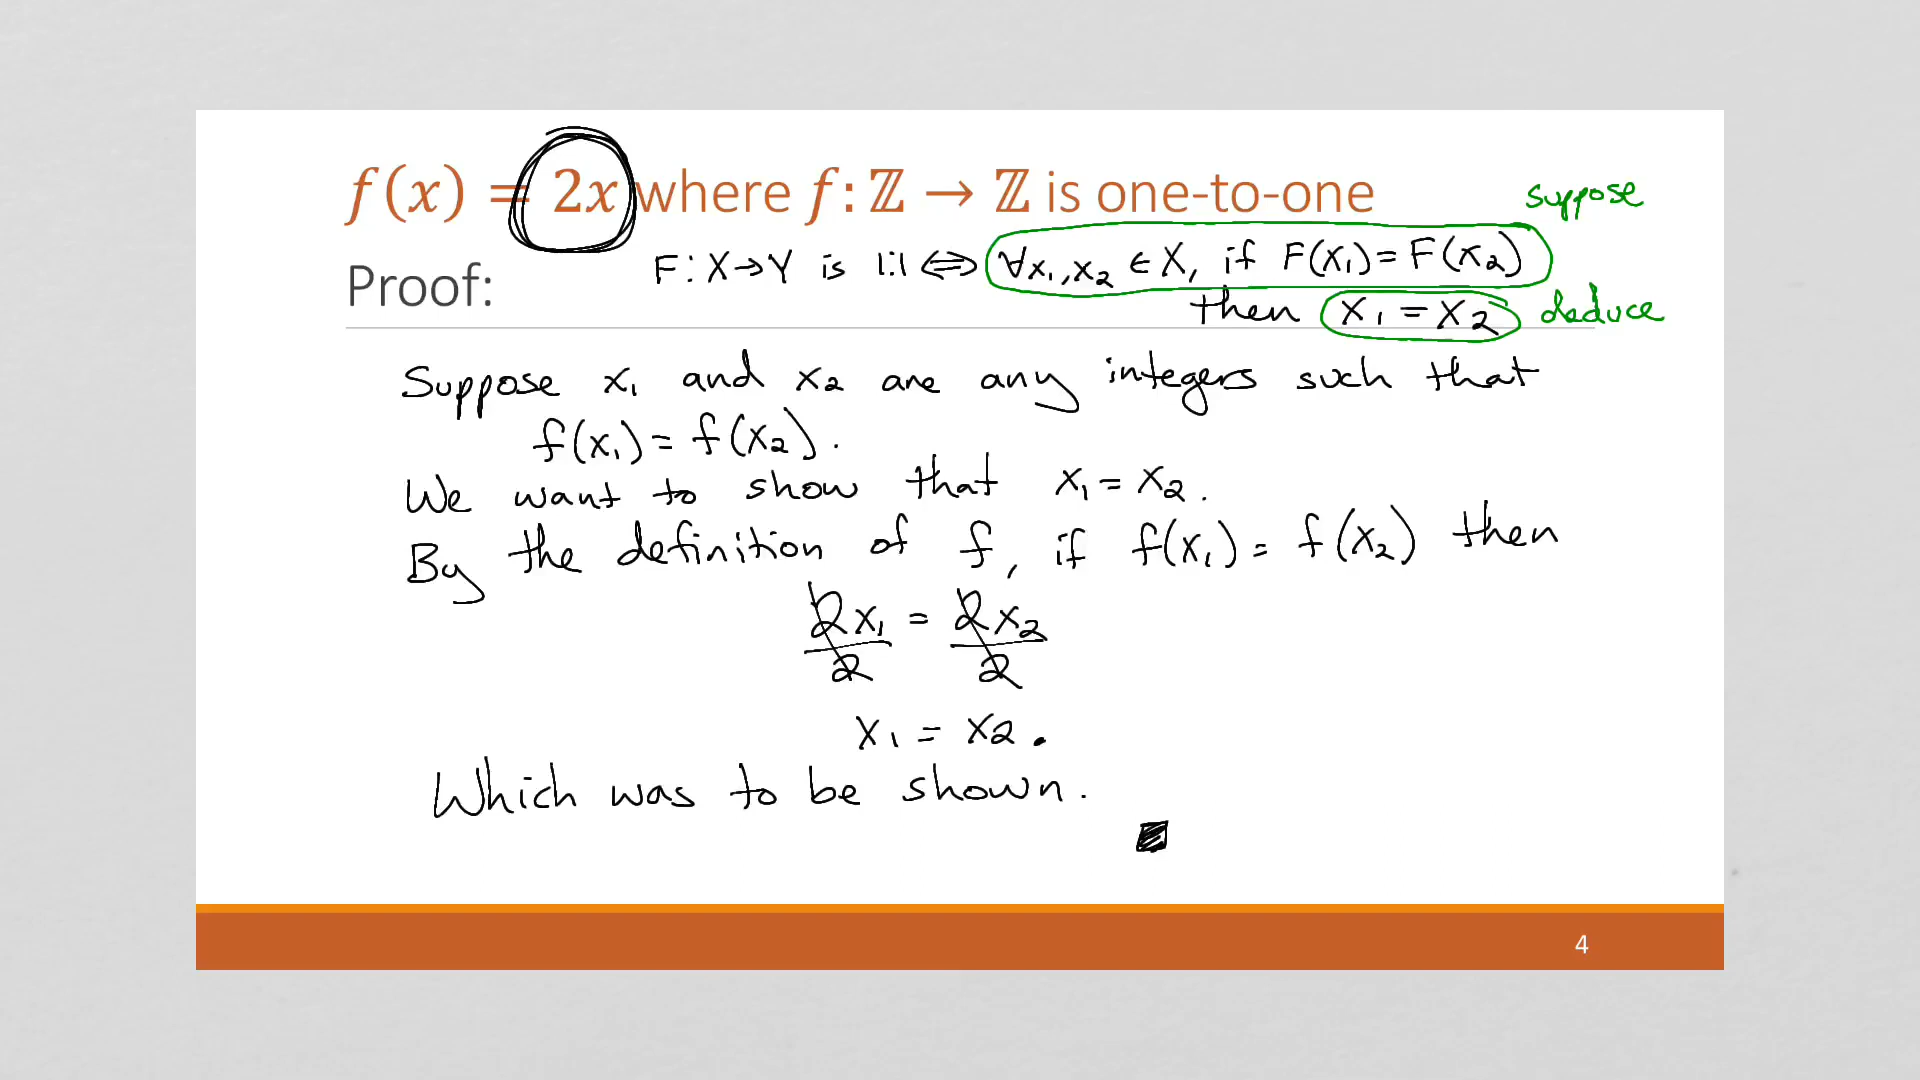 f(x) = 2x where f: ℤ → ℤ is one-to-one
suppose
Proof:
F: X→Y is 1:1 ⟺ ∀x₁,x₂ ∈ X, if F(x₁) = F(x₂)
then x₁ = x₂ deduce
Suppose x₁ and x₂ are any integers such that
f(x₁) = f(x₂).
We want to show that x₁ = x₂.
By the definition of f, if f(x₁) = f(x₂) then
2x₁/2 = 2x₂/2
x₁ = x₂.
Which was to be shown.
4